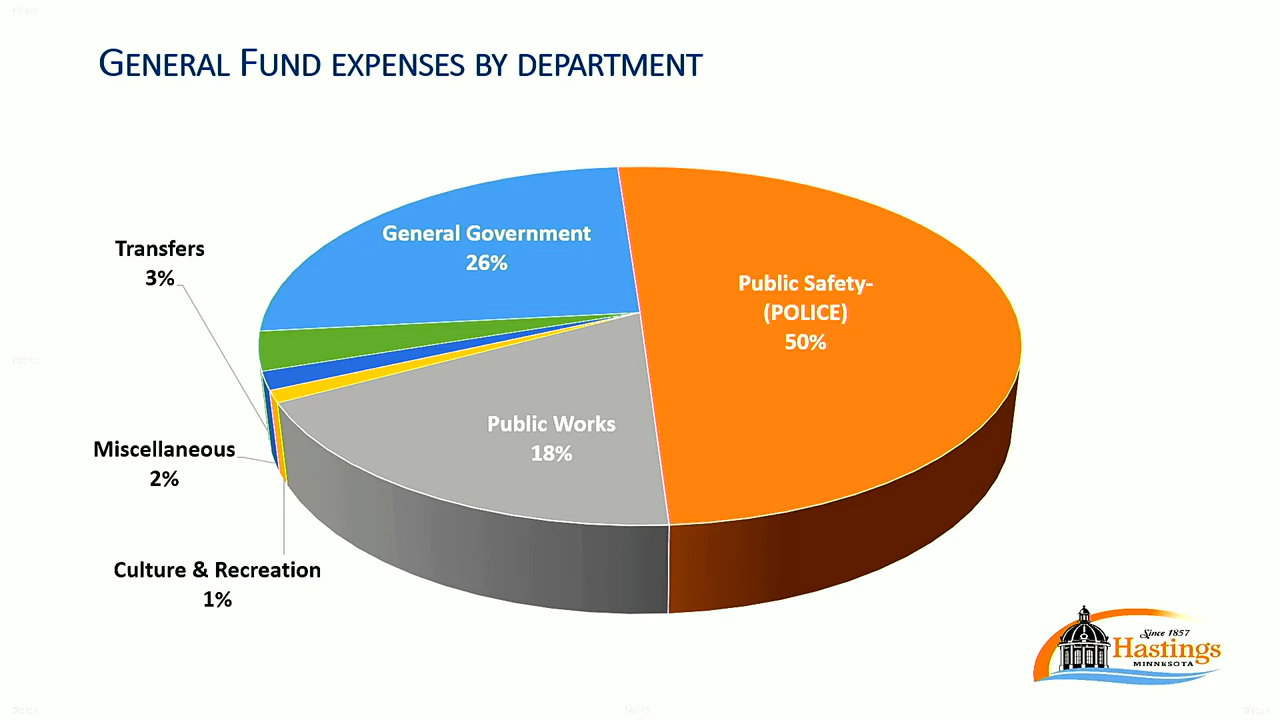 GENERAL FUND EXPENSES BY DEPARTMENT
General Government
26%
Transfers
3%
Public Safety-
(POLICE)
50%
Public Works
18%
Miscellaneous
2%
Culture & Recreation
1%
Since 1857
Hastings
MINNESOTA